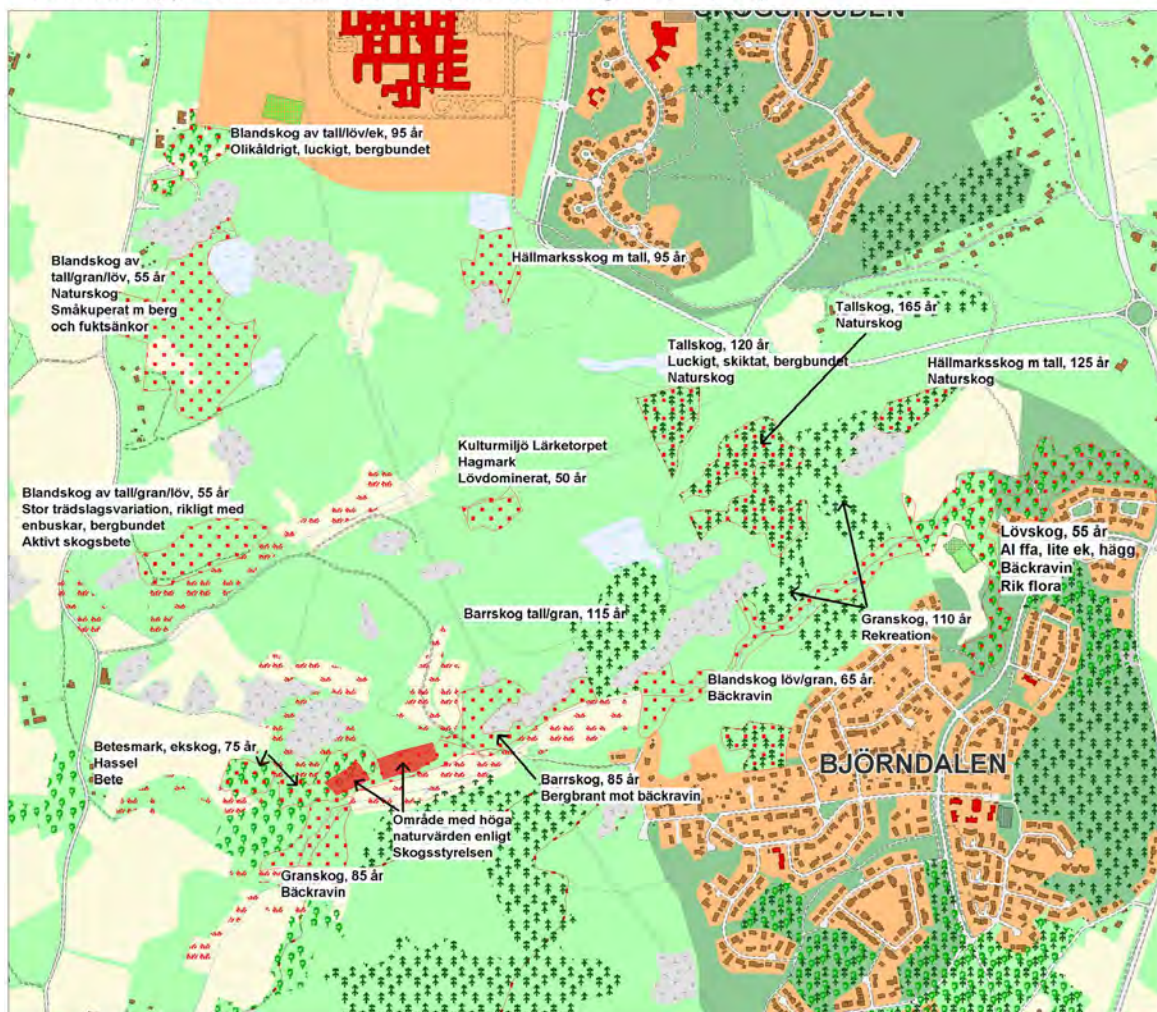 SKOGSHÖJDEN
Blandskog av tall/löv/ek, 95 år
Olikåldrigt, luckigt, bergbundet
Blandskog av
tall/gran/löv, 55 år
Naturskog
Småkuperat m berg
och fuktsänkor
Hällmarksskog m tall, 95 år
Tallskog, 165 år
Naturskog
Tallskog, 120 år
Luckigt, skiktat, bergbundet
Naturskog
Hällmarksskog m tall, 125 år
Naturskog
Kulturmiljö Lärketorpet
Hagmark
Lövdominerat, 50 år
Blandskog av tall/gran/löv, 55 år
Stor trädslagsvariation, rikligt med
enbuskar, bergbundet
Aktivt skogsbete
Lövskog, 55 år
Al ffa, lite ek, hägg
Bäckravin
Rik flora
Barrskog tall/gran, 115 år
Granskog, 110 år
Rekreation
Blandskog löv/gran, 65 år
Bäckravin
Betesmark, ekskog, 75 år
Hassel
Bete
BJÖRNDALEN
Barrskog, 85 år
Bergbrant mot bäckravin
Område med höga
naturvärden enligt
Skogsstyrelsen
Granskog, 85 år
Bäckravin